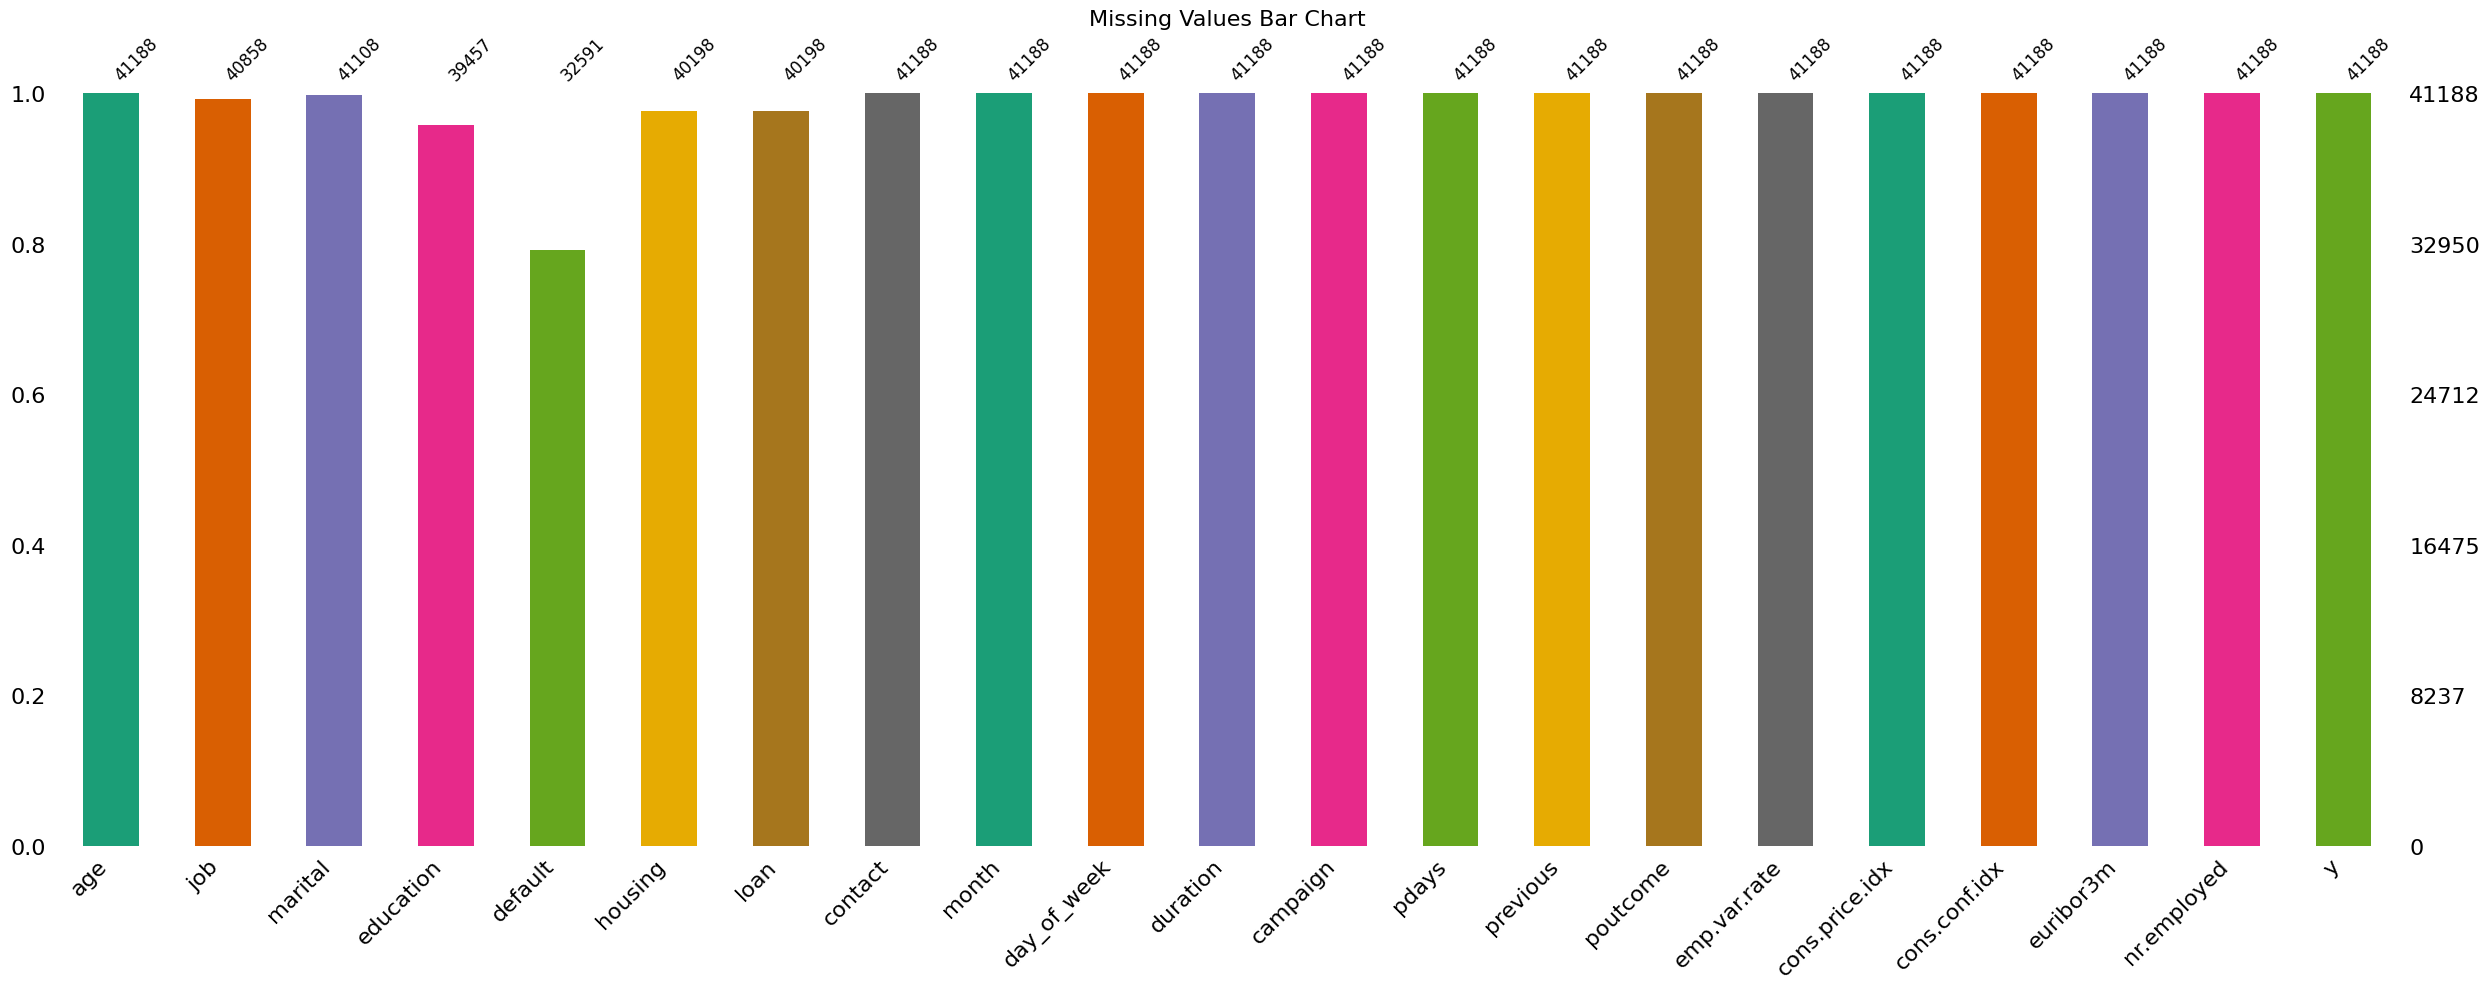 Missing Values Bar Chart
41188 40858 41108 39457 32591 40198 40198 41188 41188 41188 41188 41188 41188 41188 41188 41188 41188 41188 41188 41188 41188
1.0 41188
0.8 32950
0.6 24712
0.4 16475
0.2 8237
0.0 0
age job marital education default housing loan contact month day_of_week duration campaign pdays previous poutcome emp.var.rate cons.price.idx cons.conf.idx euribor3m nr.employed y